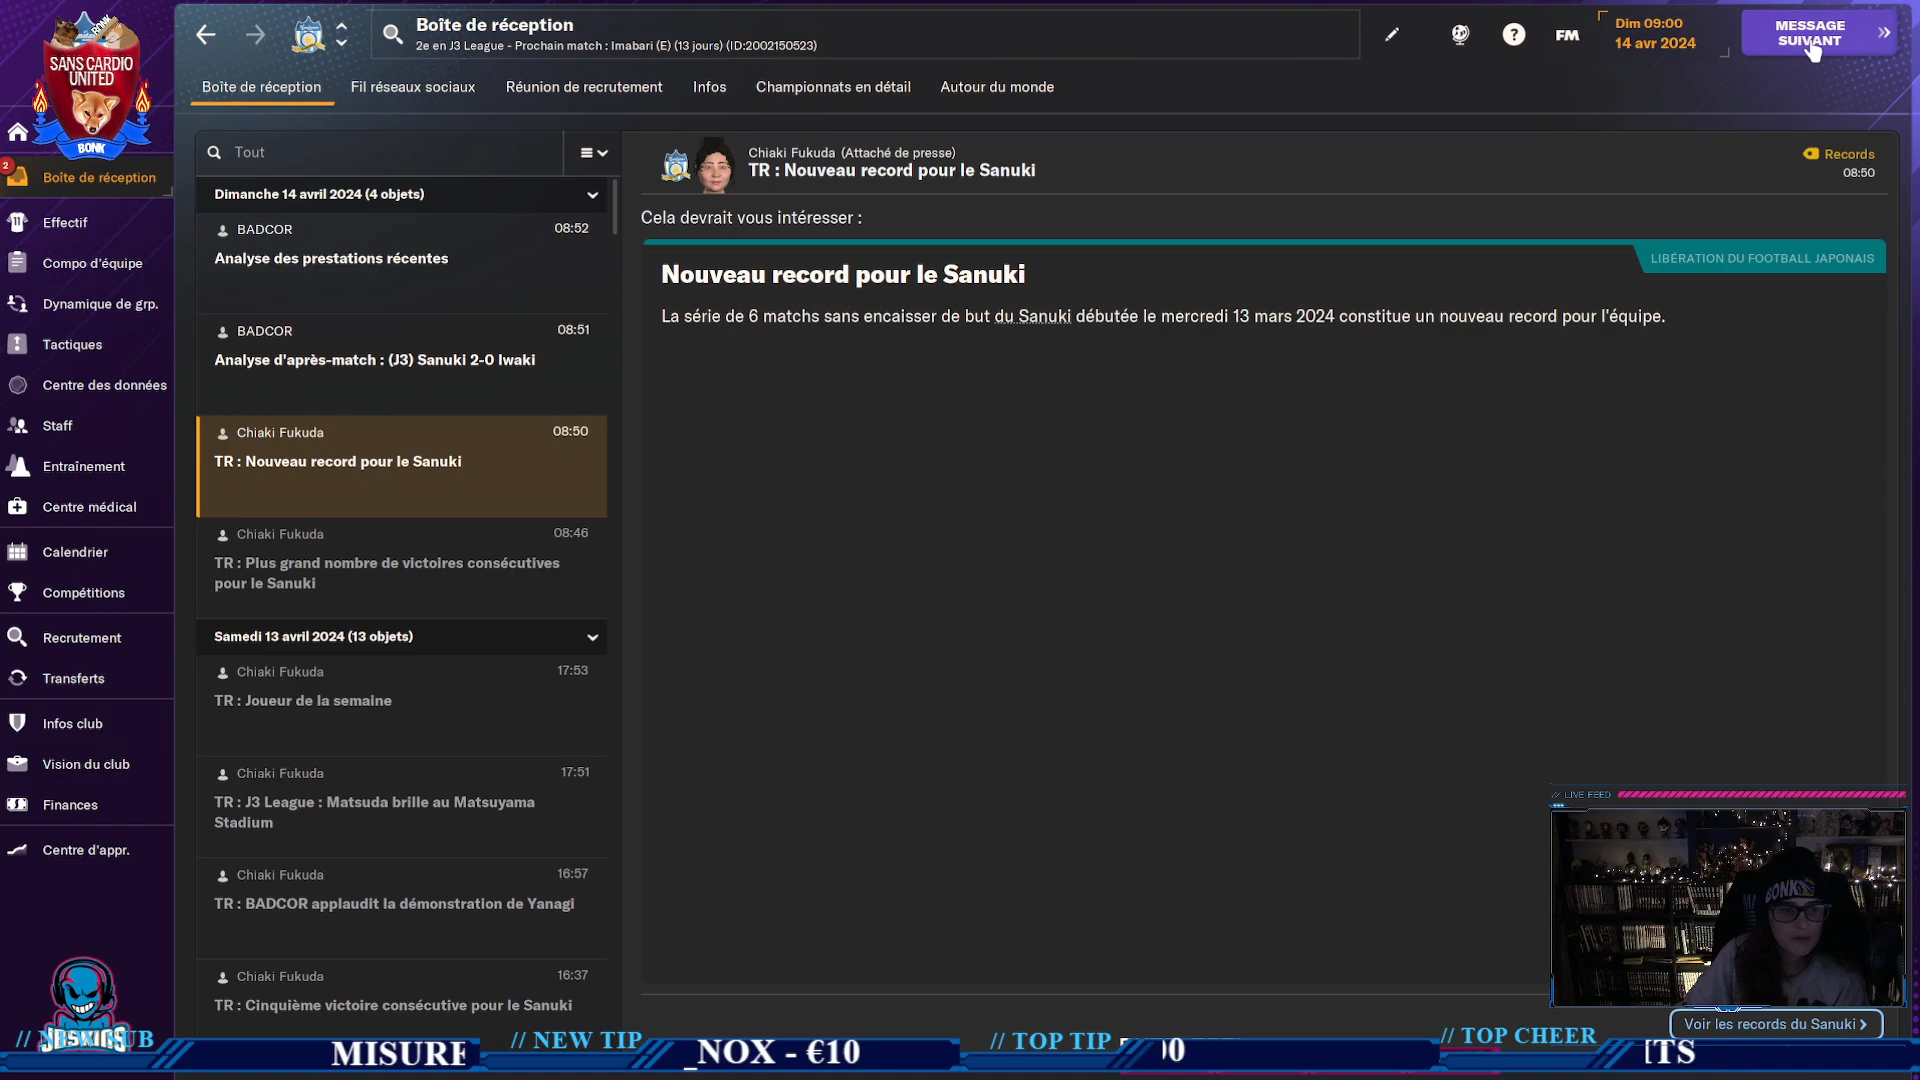 BONK
SANS CARDIO
UNITED
BONK
Boîte de réception
2e en J3 League - Prochain match : Imabari (E) (13 jours) (ID:2002150523)
FM
Dim 09:00
14 avr 2024
MESSAGE
SUIVANT
Boîte de réception
Fil réseaux sociaux
Réunion de recrutement
Infos
Championnats en détail
Autour du monde
2
Boîte de réception
Effectif
Compo d'équipe
Dynamique de grp.
Tactiques
Centre des données
Staff
Entraînement
Centre médical
Calendrier
Compétitions
Recrutement
Transferts
Infos club
Vision du club
Finances
Centre d'appr.
Tout
Dimanche 14 avril 2024 (4 objets)
BADCOR
08:52
Analyse des prestations récentes
BADCOR
08:51
Analyse d'après-match : (J3) Sanuki 2-0 Iwaki
Chiaki Fukuda
08:50
TR : Nouveau record pour le Sanuki
Chiaki Fukuda
08:46
TR : Plus grand nombre de victoires consécutives
pour le Sanuki
Samedi 13 avril 2024 (13 objets)
Chiaki Fukuda
17:53
TR : Joueur de la semaine
Chiaki Fukuda
17:51
TR : J3 League : Matsuda brille au Matsuyama
Stadium
Chiaki Fukuda
16:57
TR : BADCOR applaudit la démonstration de Yanagi
Chiaki Fukuda
16:37
TR : Cinquième victoire consécutive pour le Sanuki
Chiaki Fukuda (Attaché de presse)
TR : Nouveau record pour le Sanuki
Records
08:50
Cela devrait vous intéresser :
LIBÉRATION DU FOOTBALL JAPONAIS
Nouveau record pour le Sanuki
La série de 6 matchs sans encaisser de but du Sanuki débutée le mercredi 13 mars 2024 constitue un nouveau record pour l'équipe.
// LIVE FEED
BONK
Voir les records du Sanuki
// NEW SUB
MISURE
// NEW TIP
_NOX - €10
// TOP TIP
// TOP CHEER